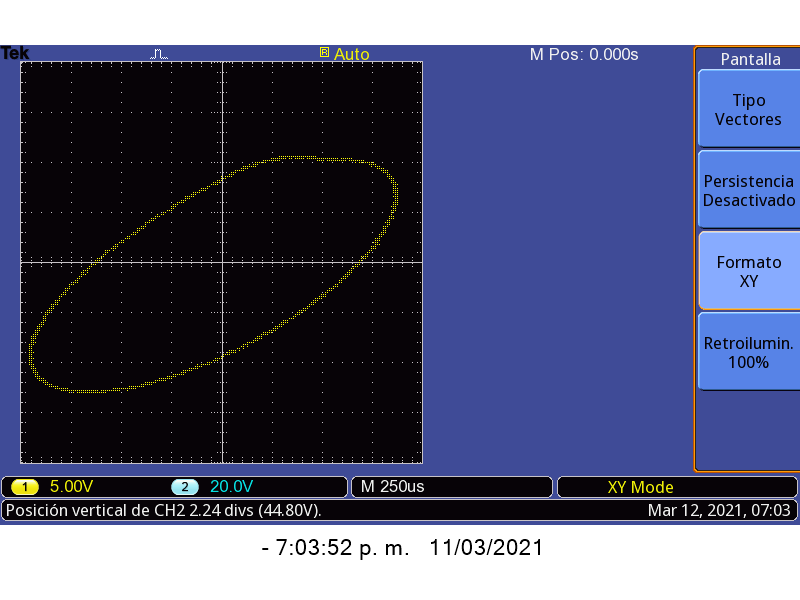 Tek R Auto M Pos: 0.000s
Pantalla
Tipo
Vectores
Persistencia
Desactivado
Formato
XY
Retroilumin.
100%
1 5.00V 2 20.0V M 250us XY Mode
Posición vertical de CH2 2.24 divs (44.80V). Mar 12, 2021, 07:03
- 7:03:52 p. m. 11/03/2021